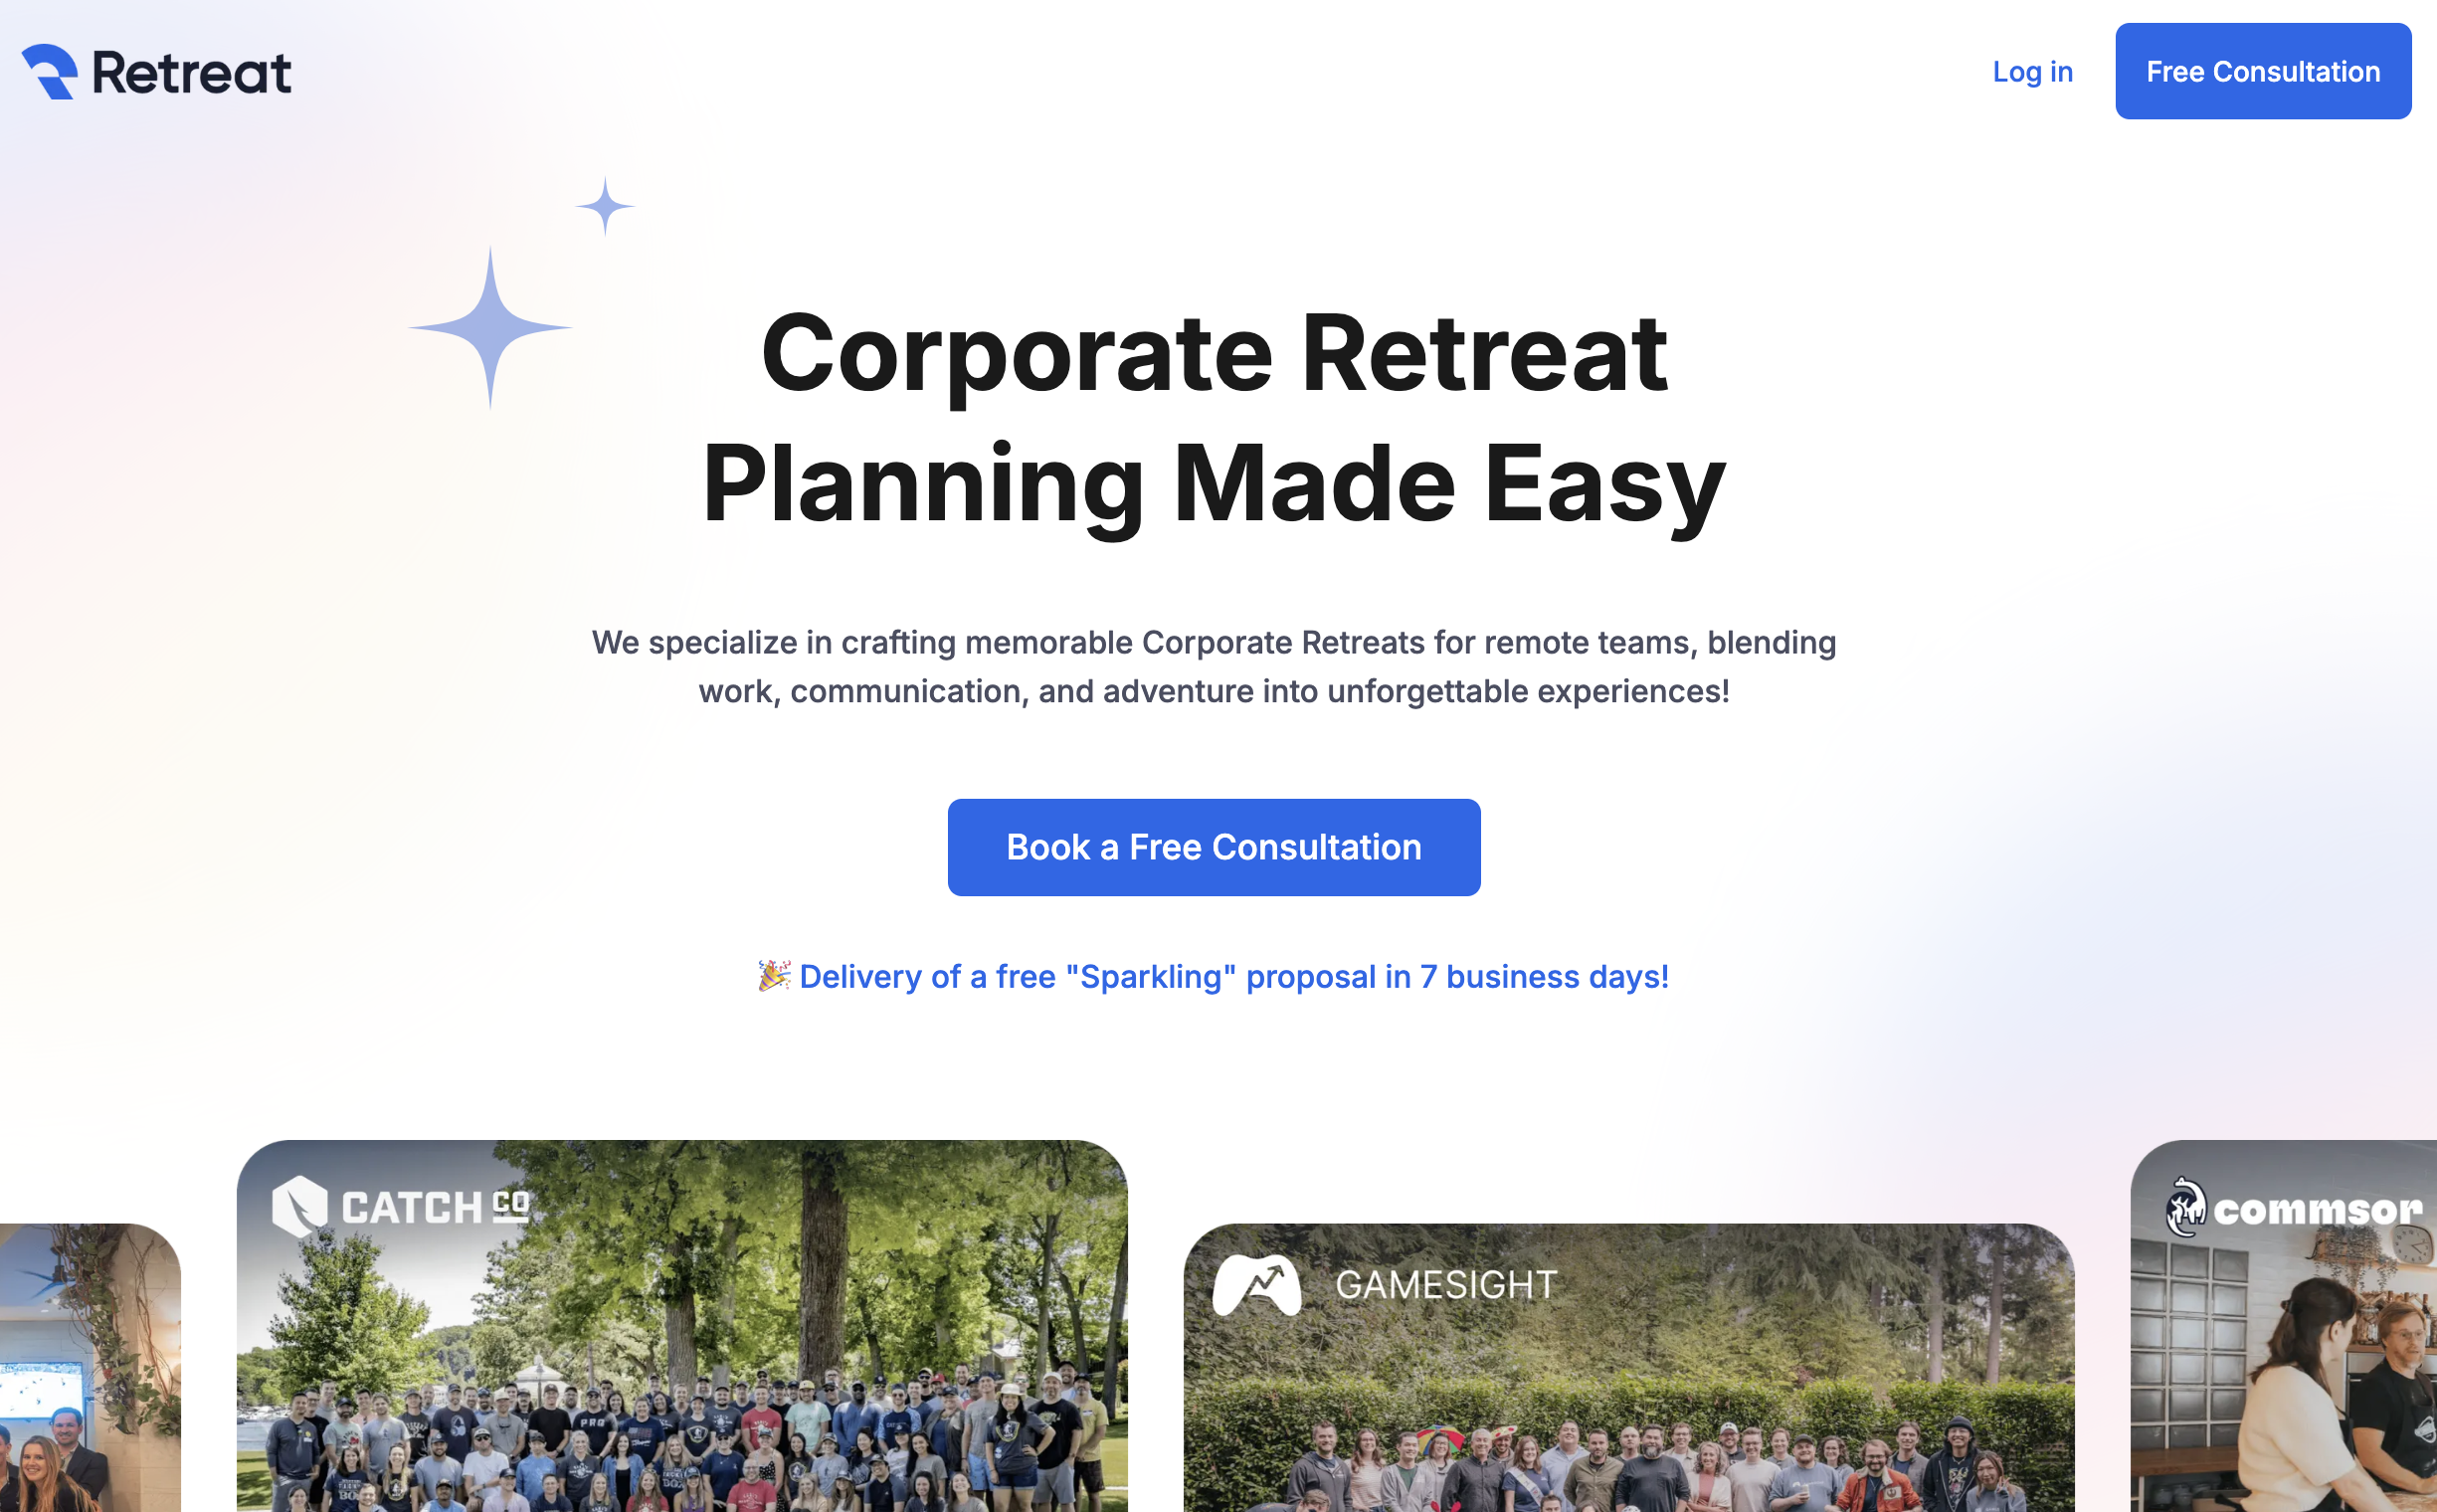 Retreat
Log in
Free Consultation
Corporate Retreat
Planning Made Easy
We specialize in crafting memorable Corporate Retreats for remote teams, blending
work, communication, and adventure into unforgettable experiences!
Book a Free Consultation
🎉 Delivery of a free "Sparkling" proposal in 7 business days!
CATCH CO
GAMESIGHT
commsor